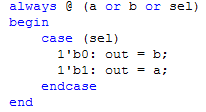 always @ (a or b or sel)
begin
case (sel)
1'b0: out = b;
1'b1: out = a;
endcase
end